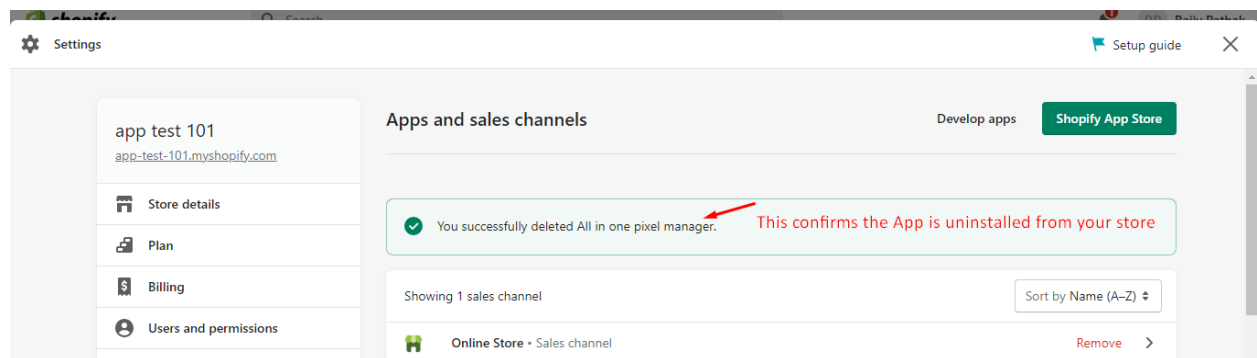 shopify
Search
Settings
Setup guide
app test 101
app-test-101.myshopify.com
Apps and sales channels
Develop apps
Shopify App Store
Store details
Plan
Billing
Users and permissions
You successfully deleted All in one pixel manager.
This confirms the App is uninstalled from your store
Showing 1 sales channel
Sort by Name (A–Z)
Online Store • Sales channel
Remove